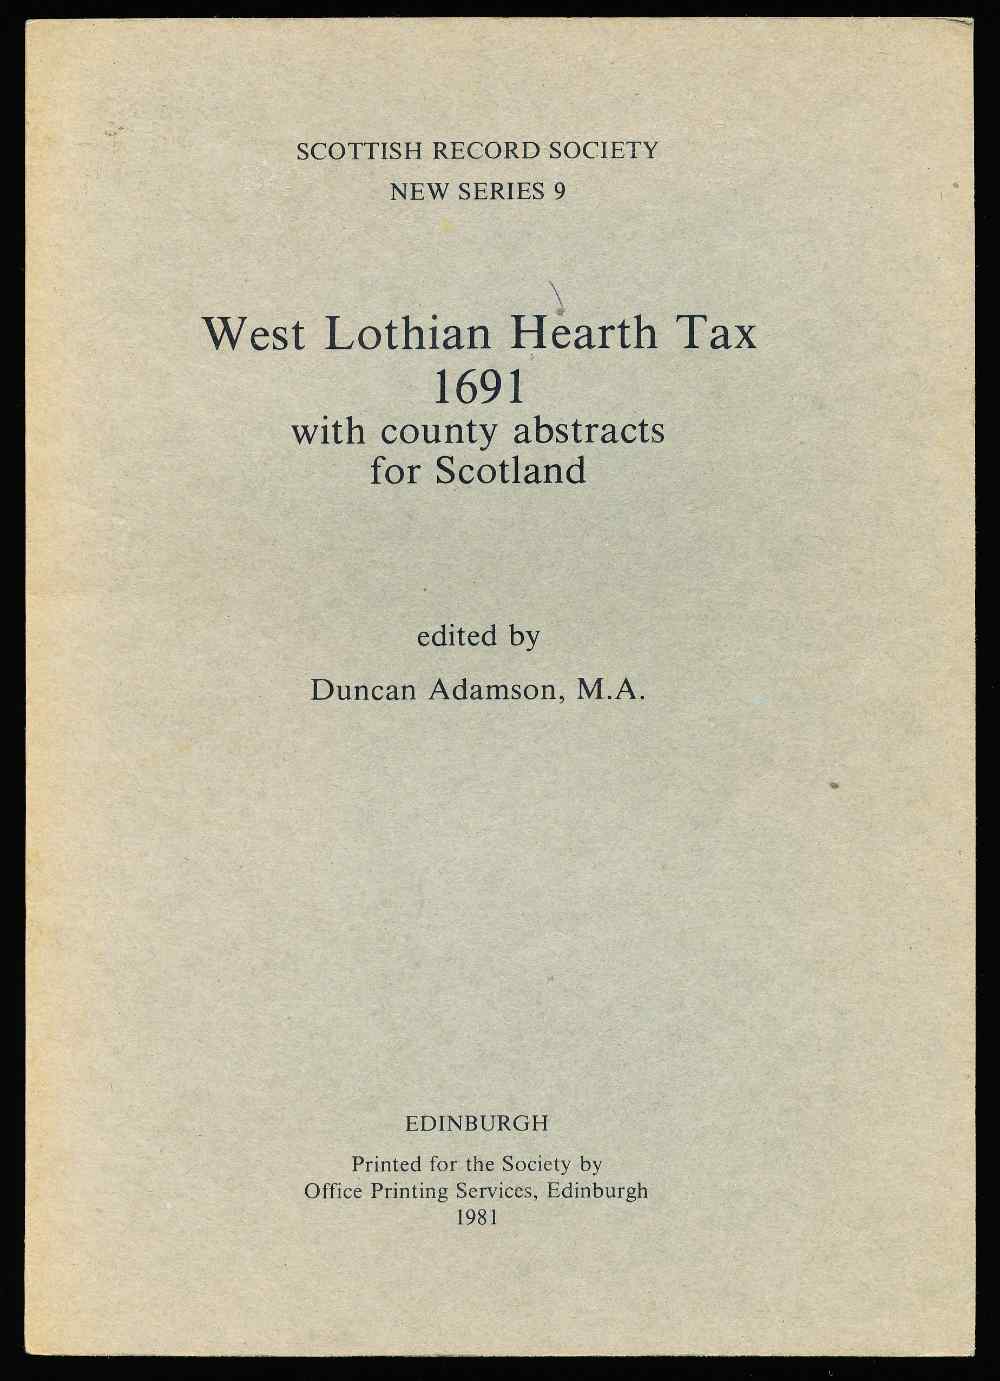 SCOTTISH RECORD SOCIETY
NEW SERIES 9
West Lothian Hearth Tax
1691
with county abstracts
for Scotland
edited by
Duncan Adamson, M.A.
EDINBURGH
Printed for the Society by
Office Printing Services, Edinburgh
1981